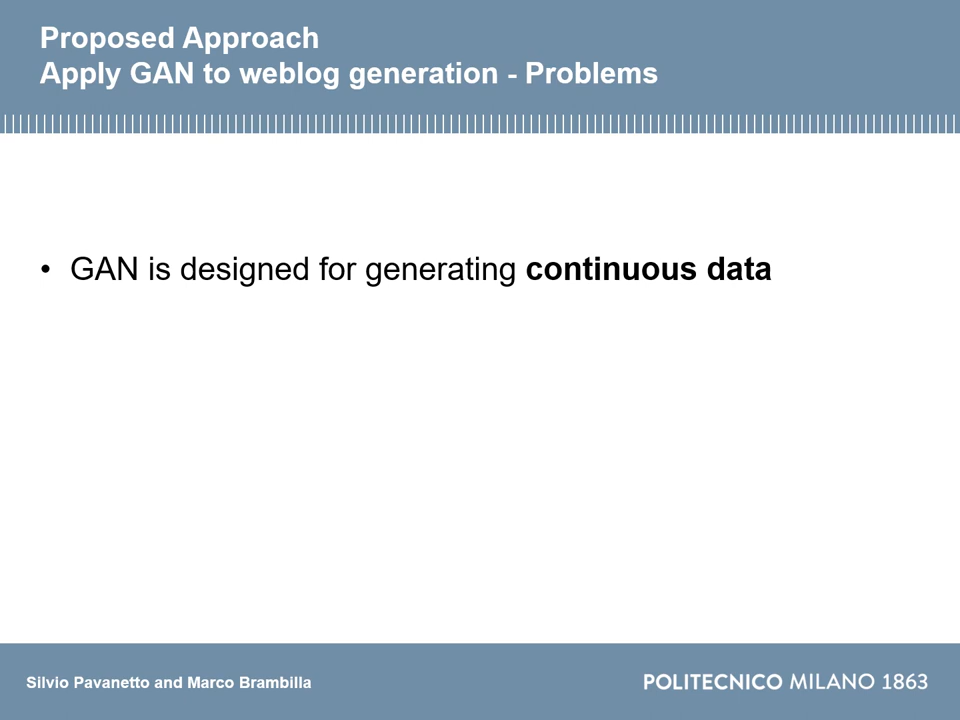 Proposed Approach
Apply GAN to weblog generation - Problems
• GAN is designed for generating continuous data
Silvio Pavanetto and Marco Brambilla
POLITECNICO MILANO 1863